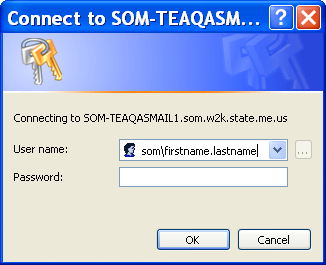 Connect to SOM-TEAQASM...
Connecting to SOM-TEAQASMAIL1.som.w2k.state.me.us
User name:
som\firstname.lastname
...
Password:
OK
Cancel